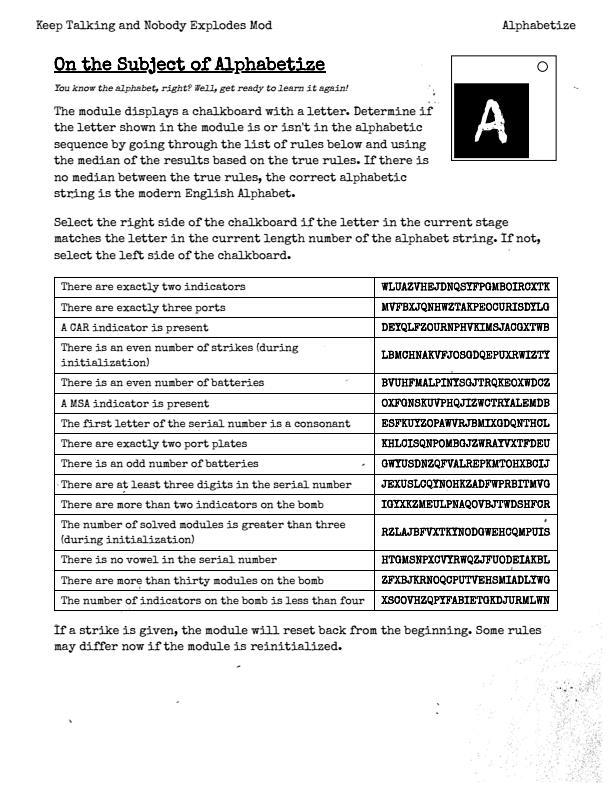 Keep Talking and Nobody Explodes Mod
Alphabetize
On the Subject of Alphabetize
You know the alphabet, right? Well, get ready to learn it again!
A
The module displays a chalkboard with a letter. Determine if
the letter shown in the module is or isn't in the alphabetic
sequence by going through the list of rules below and using
the median of the results based on the true rules. If there is
no median between the true rules, the correct alphabetic
string is the modern English Alphabet.
Select the right side of the chalkboard if the letter in the current stage
matches the letter in the current length number of the alphabet string. If not,
select the left side of the chalkboard.
There are exactly two indicators WLUAZVHEJDNQSYFPGMBOIRCXTK
There are exactly three ports MVFBXJQNHWZTAKPEOCURISDYLG
A CAR indicator is present DEYQLFZOURNPHVKIMSJACGXTWB
There is an even number of strikes (during
initialization) LBMCHNAKVFJOSGDQEPUXRWIZTY
There is an even number of batteries BVUHFMALPINYSGJTRQKEOXWDCZ
A MSA indicator is present OXFGNSKUVPHQJIZWCTRYALEMDB
The first letter of the serial number is a consonant ESFKUYZOPAWVRJBMIXGDQNTHCL
There are exactly two port plates KHLCISQNPOMBGJZWRAYVXTFDEU
There is an odd number of batteries GWYUSDNZQFVALREPKMTOHXBCIJ
There are at least three digits in the serial number JEXUSLCQYNOHKZADFWPRBITMVG
There are more than two indicators on the bomb IGYXKZMEULPNAQOVBJTWDSHFCR
The number of solved modules is greater than three
(during initialization) RZLAJBFVXTKYNODGWEHCQMPUIS
There is no vowel in the serial number HTGMSNPXCVYRWQZJFUODEIAKBL
There are more than thirty modules on the bomb ZFXBJKRNOQCPUTVEHSMIADLYWG
The number of indicators on the bomb is less than four XSCOVHZQPYFABIETGKDJURMLWN
If a strike is given, the module will reset back from the beginning. Some rules
may differ now if the module is reinitialized.